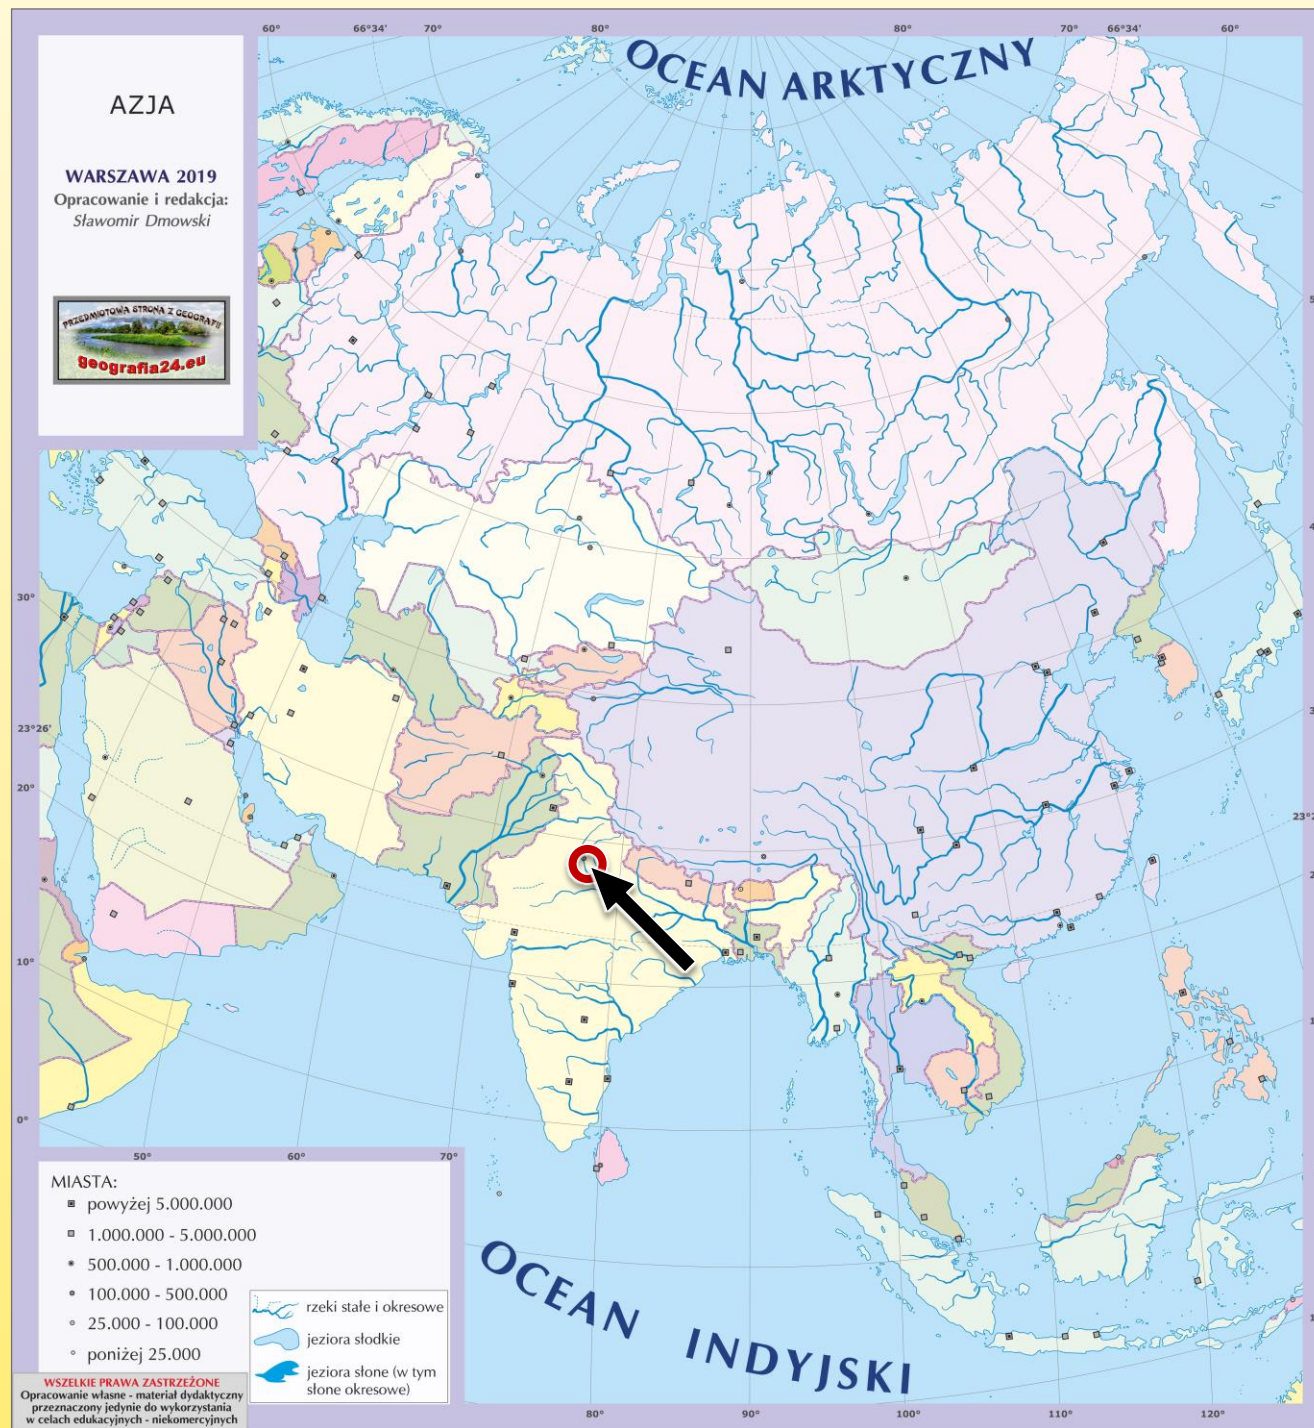 60°
66°34'
70°
80°
80°
70°
66°34'
60°
OCEAN ARKTYCZNY
AZJA
WARSZAWA 2019
Opracowanie i redakcja:
Sławomir Dmowski
PRZEDMIOTOWA STRONA Z GEOGRAFII
geografia24.eu
30°
23°26'
20°
10°
0°
50°
60°
70°
MIASTA:
powyżej 5.000.000
1.000.000 - 5.000.000
500.000 - 1.000.000
100.000 - 500.000
25.000 - 100.000
poniżej 25.000
rzeki stałe i okresowe
jeziora słodkie
jeziora słone (w tym
słone okresowe)
WSZELKIE PRAWA ZASTRZEŻONE
Opracowanie własne - materiał dydaktyczny
przeznaczony jedynie do wykorzystania
w celach edukacyjnych - niekomercyjnych
OCEAN INDYJSKI
80°
90°
100°
110°
120°